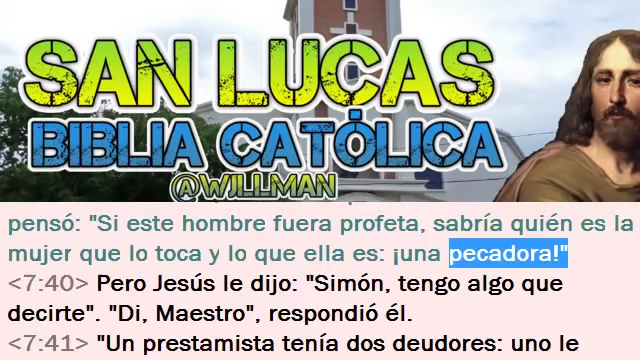 SAN LUCAS
BIBLIA CATÓLICA
@WJLLMAN
pensó: "Si este hombre fuera profeta, sabría quién es la
mujer que lo toca y lo que ella es: ¡una pecadora!"
<7:40> Pero Jesús le dijo: "Simón, tengo algo que
decirte". "Di, Maestro", respondió él.
<7:41> "Un prestamista tenía dos deudores: uno le